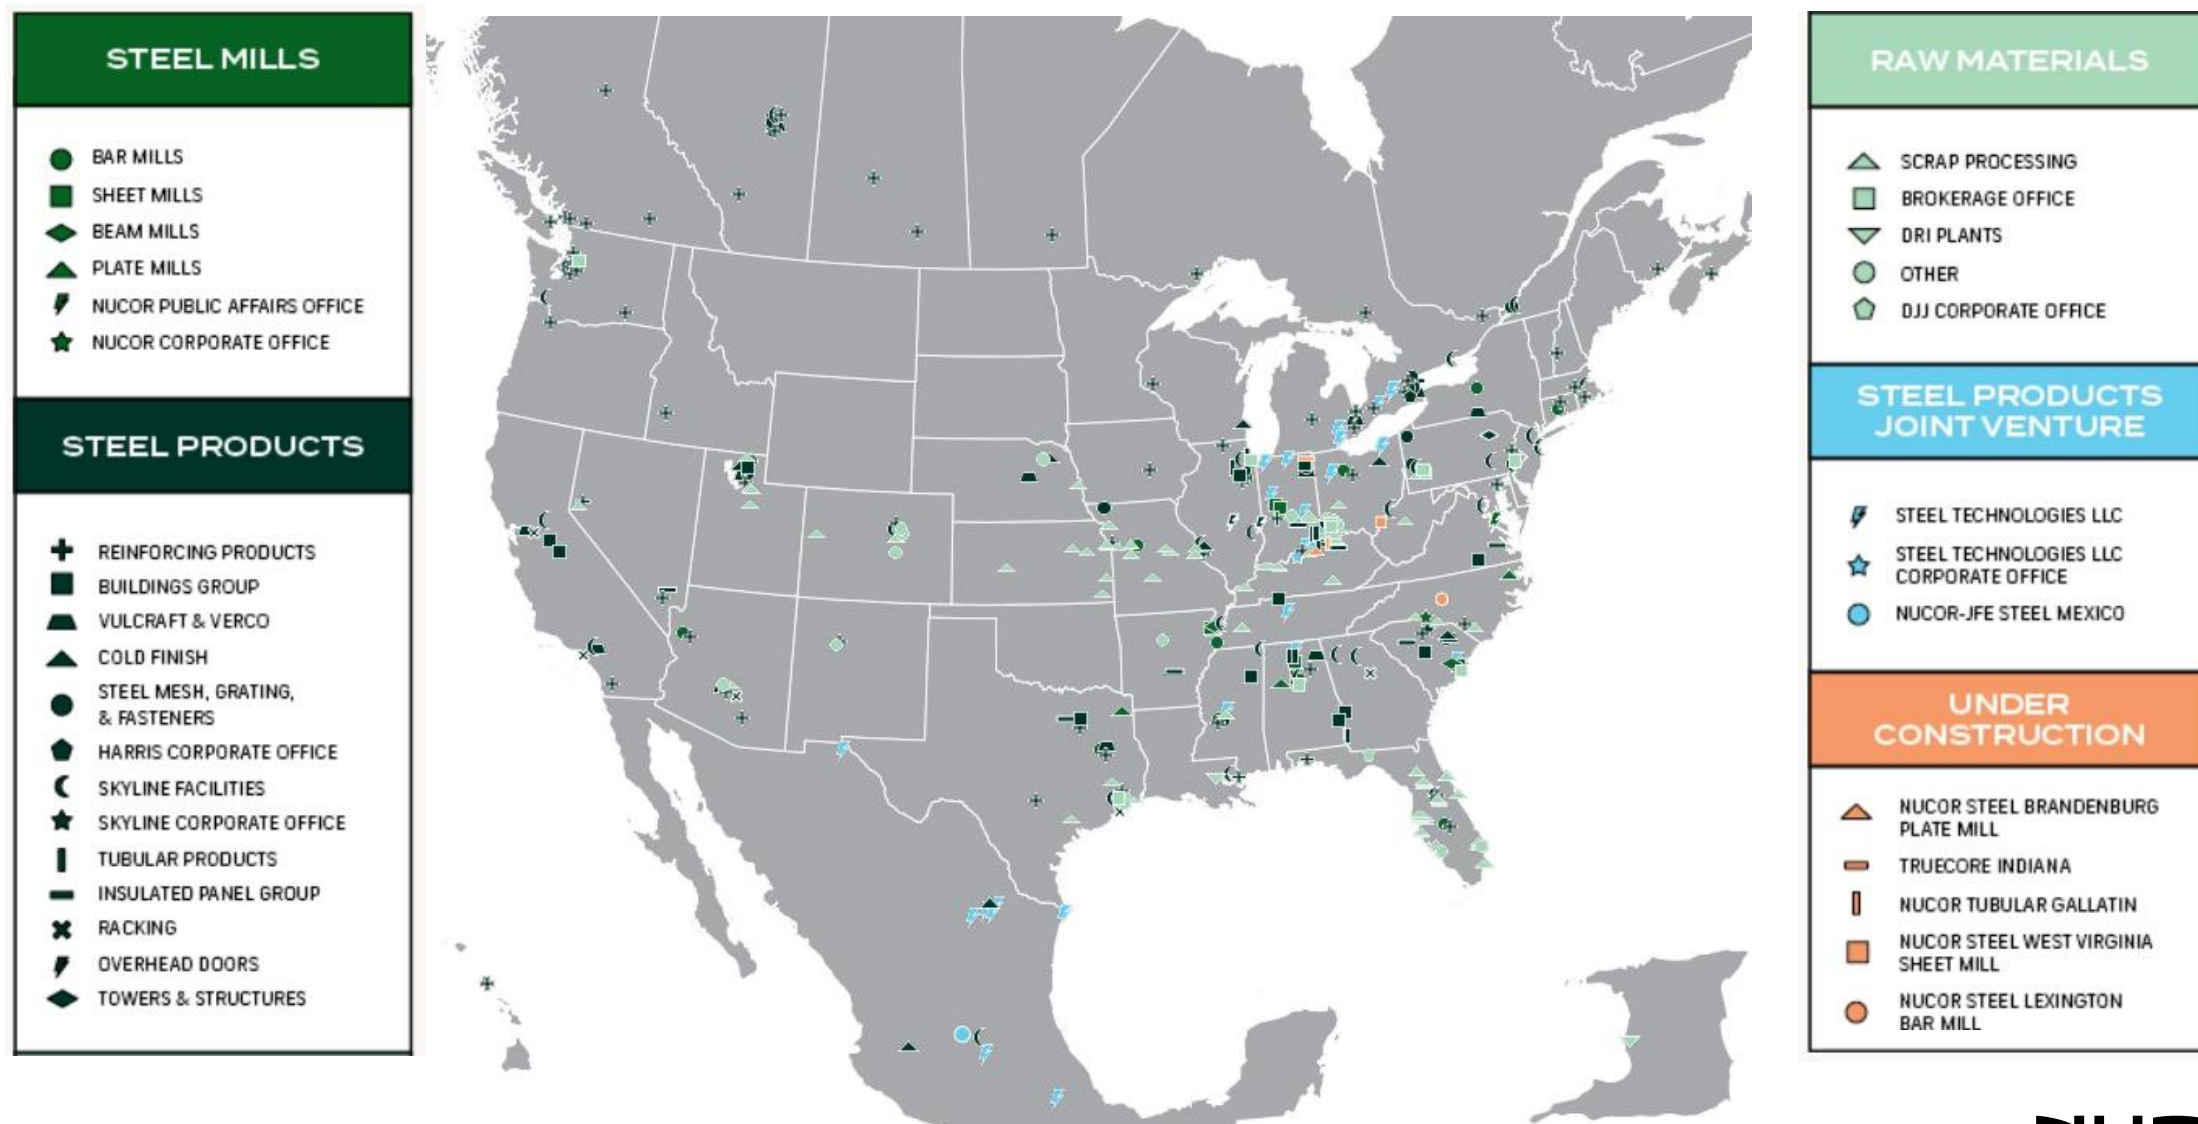 STEEL MILLS
BAR MILLS
SHEET MILLS
BEAM MILLS
PLATE MILLS
NUCOR PUBLIC AFFAIRS OFFICE
NUCOR CORPORATE OFFICE
STEEL PRODUCTS
REINFORCING PRODUCTS
BUILDINGS GROUP
VULCRAFT & VERCO
COLD FINISH
STEEL MESH, GRATING,
& FASTENERS
HARRIS CORPORATE OFFICE
SKYLINE FACILITIES
SKYLINE CORPORATE OFFICE
TUBULAR PRODUCTS
INSULATED PANEL GROUP
RACKING
OVERHEAD DOORS
TOWERS & STRUCTURES
RAW MATERIALS
SCRAP PROCESSING
BROKERAGE OFFICE
DRI PLANTS
OTHER
DJJ CORPORATE OFFICE
STEEL PRODUCTS
JOINT VENTURE
STEEL TECHNOLOGIES LLC
STEEL TECHNOLOGIES LLC
CORPORATE OFFICE
NUCOR-JFE STEEL MEXICO
UNDER
CONSTRUCTION
NUCOR STEEL BRANDENBURG
PLATE MILL
TRUECORE INDIANA
NUCOR TUBULAR GALLATIN
NUCOR STEEL WEST VIRGINIA
SHEET MILL
NUCOR STEEL LEXINGTON
BAR MILL